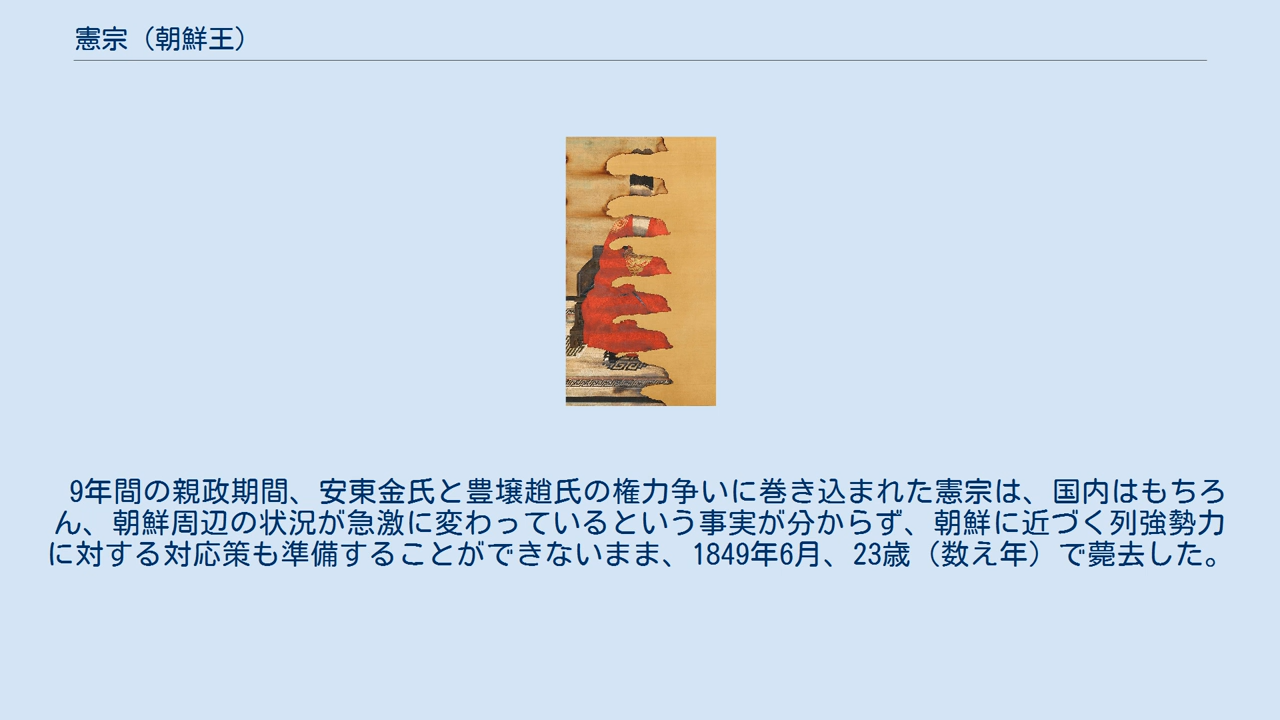 憲宗（朝鮮王）
9年間の親政期間、安東金氏と豊壌趙氏の権力争いに巻き込まれた憲宗は、国内はもちろ
ん、朝鮮周辺の状況が急激に変わっているという事実が分からず、朝鮮に近づく列強勢力
に対する対応策も準備することができないまま、1849年6月、23歳（数え年）で薨去した。